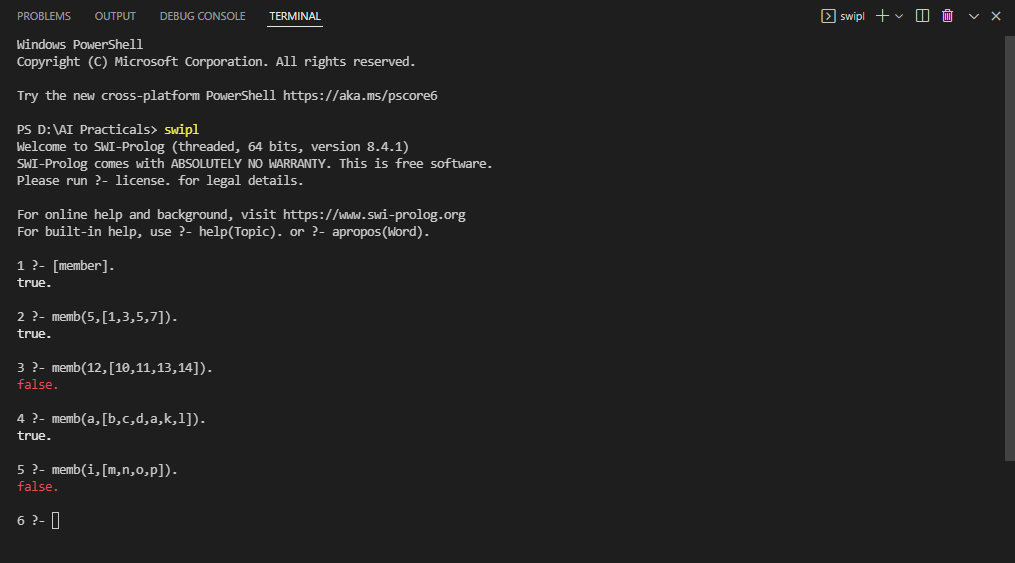 PROBLEMS OUTPUT DEBUG CONSOLE TERMINAL swipl
Windows PowerShell
Copyright (C) Microsoft Corporation. All rights reserved.
Try the new cross-platform PowerShell https://aka.ms/pscore6
PS D:\AI Practicals> swipl
Welcome to SWI-Prolog (threaded, 64 bits, version 8.4.1)
SWI-Prolog comes with ABSOLUTELY NO WARRANTY. This is free software.
Please run ?- license. for legal details.
For online help and background, visit https://www.swi-prolog.org
For built-in help, use ?- help(Topic). or ?- apropos(Word).
1 ?- [member].
true.
2 ?- memb(5,[1,3,5,7]).
true.
3 ?- memb(12,[10,11,13,14]).
false.
4 ?- memb(a,[b,c,d,a,k,l]).
true.
5 ?- memb(i,[m,n,o,p]).
false.
6 ?-